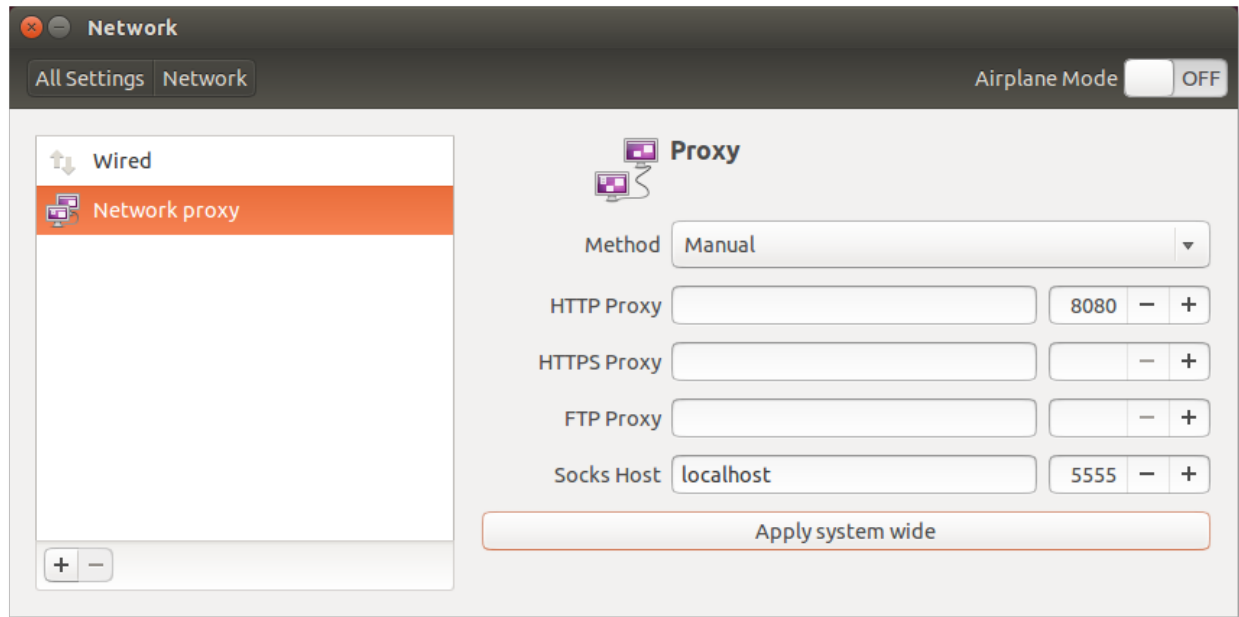 Network
All Settings Network Airplane Mode OFF
Wired
Network proxy
Proxy
Method Manual
HTTP Proxy 8080 − +
HTTPS Proxy − +
FTP Proxy − +
Socks Host localhost 5555 − +
Apply system wide
+ −